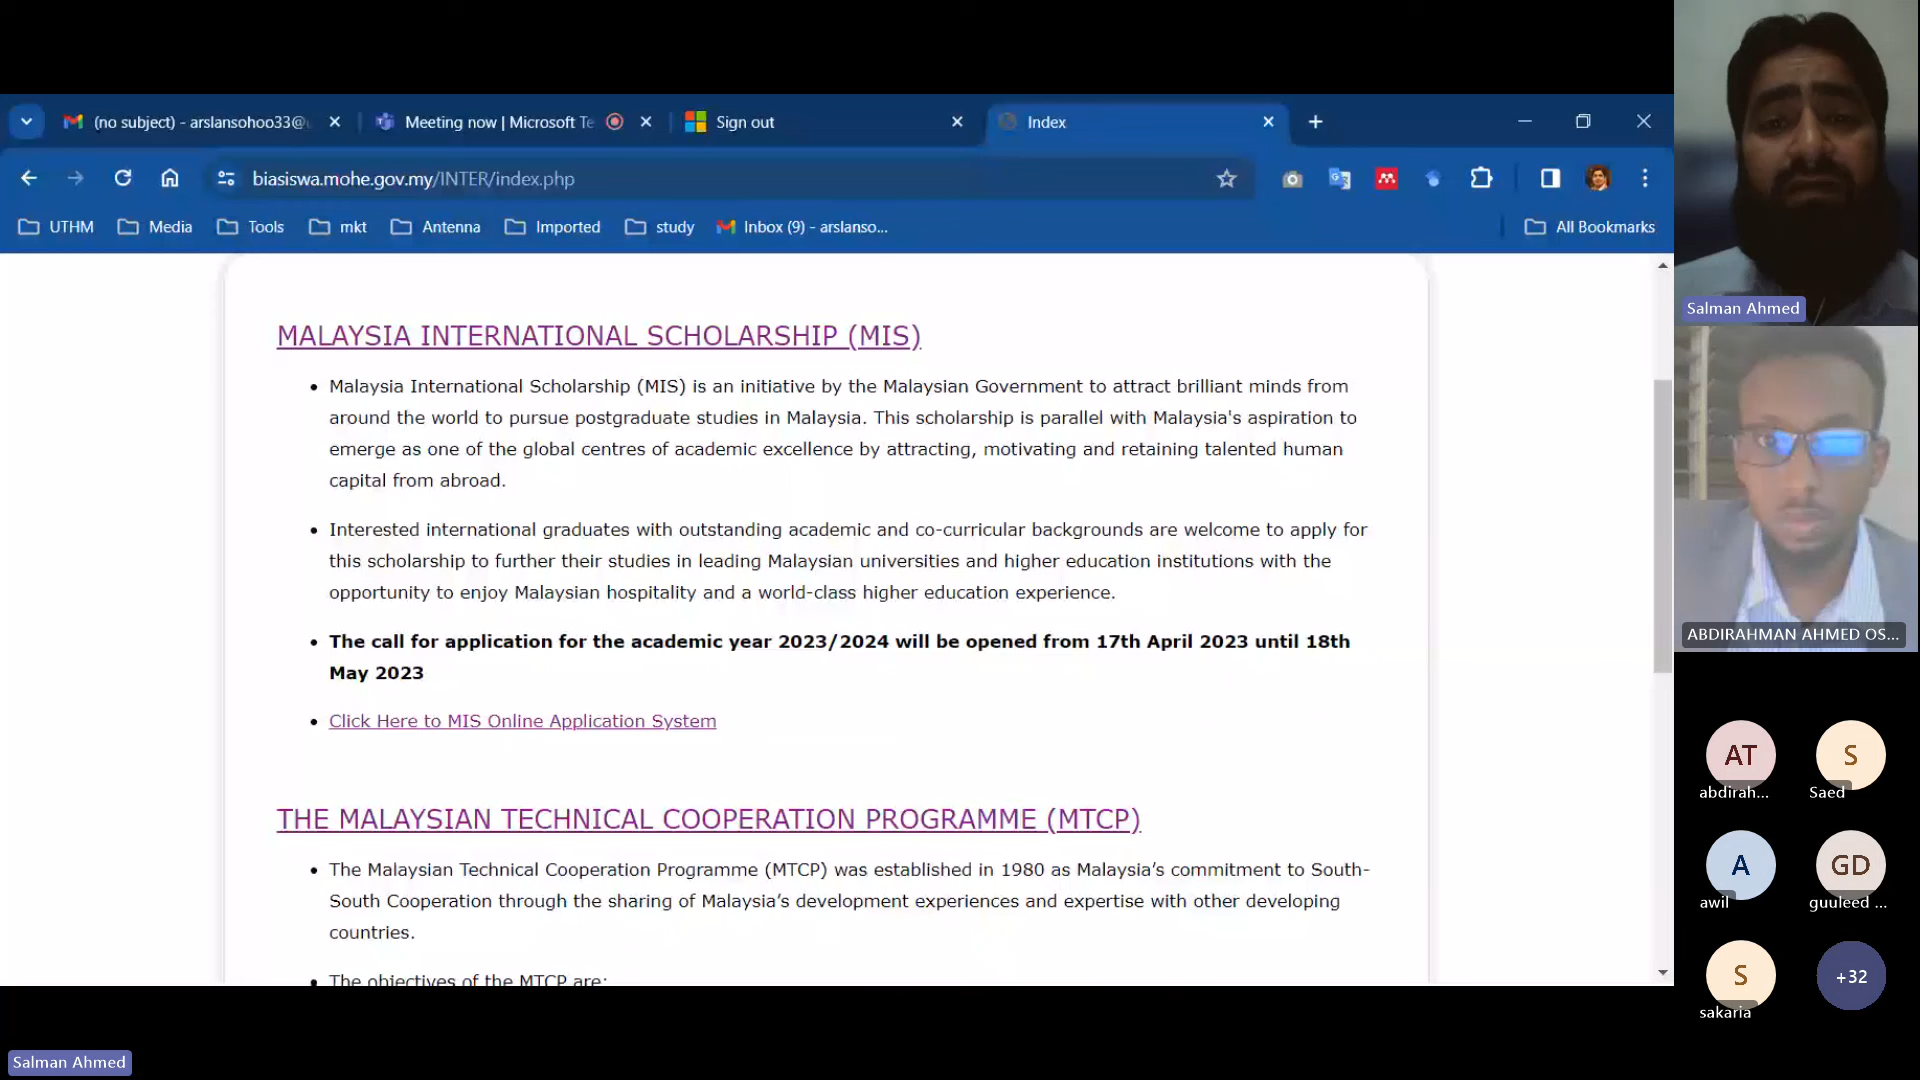 (no subject) - arslansohoo33@
Meeting now | Microsoft Te
Sign out
Index
biasiswa.mohe.gov.my/INTER/index.php
UTHM
Media
Tools
mkt
Antenna
Imported
study
Inbox (9) - arslanso...
All Bookmarks
MALAYSIA INTERNATIONAL SCHOLARSHIP (MIS)
Malaysia International Scholarship (MIS) is an initiative by the Malaysian Government to attract brilliant minds from
around the world to pursue postgraduate studies in Malaysia. This scholarship is parallel with Malaysia's aspiration to
emerge as one of the global centres of academic excellence by attracting, motivating and retaining talented human
capital from abroad.
Interested international graduates with outstanding academic and co-curricular backgrounds are welcome to apply for
this scholarship to further their studies in leading Malaysian universities and higher education institutions with the
opportunity to enjoy Malaysian hospitality and a world-class higher education experience.
The call for application for the academic year 2023/2024 will be opened from 17th April 2023 until 18th
May 2023
Click Here to MIS Online Application System
THE MALAYSIAN TECHNICAL COOPERATION PROGRAMME (MTCP)
The Malaysian Technical Cooperation Programme (MTCP) was established in 1980 as Malaysia’s commitment to South-
South Cooperation through the sharing of Malaysia’s development experiences and expertise with other developing
countries.
The objectives of the MTCP are:
Salman Ahmed
ABDIRAHMAN AHMED OS...
AT
abdirah...
S
Saed
A
awil
GD
guuleed ...
S
sakaria
+32
Salman Ahmed